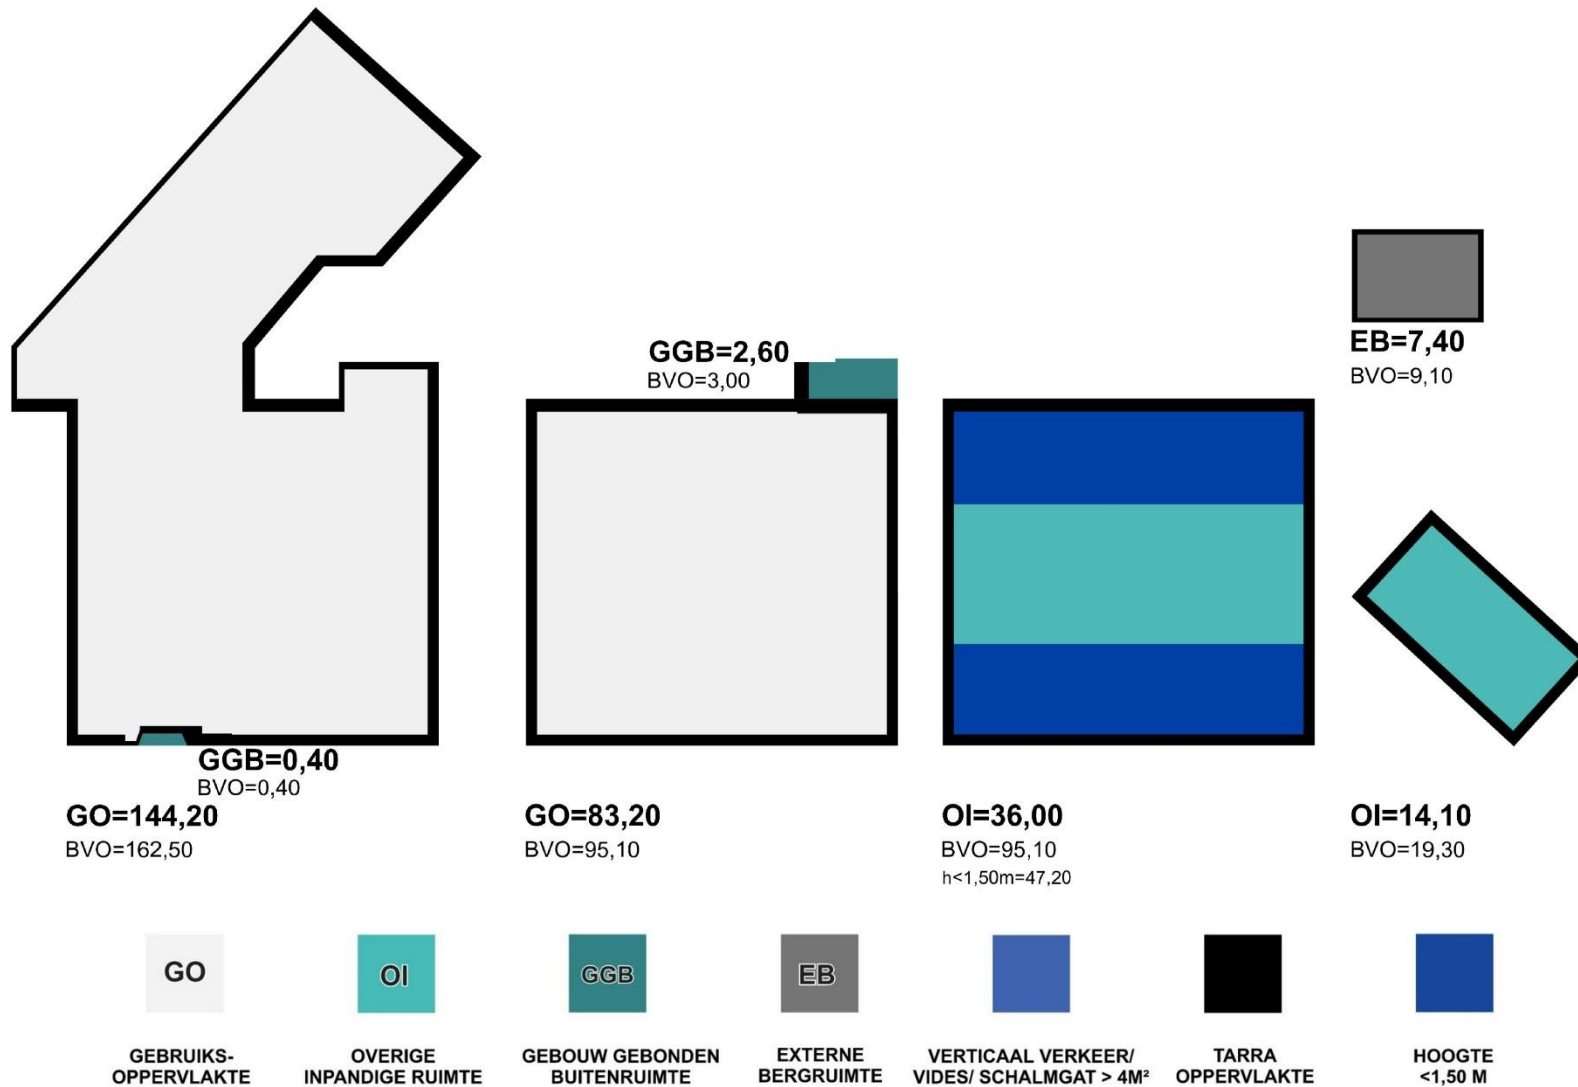 GGB=2,60
BVO=3,00
EB=7,40
BVO=9,10
GGB=0,40
BVO=0,40
GO=144,20
BVO=162,50
GO=83,20
BVO=95,10
OI=36,00
BVO=95,10
h<1,50m=47,20
OI=14,10
BVO=19,30
GO
OI
GGB
EB
GEBRUIKS-
OPPERVLAKTE
OVERIGE
INPANDIGE RUIMTE
GEBOUW GEBONDEN
BUITENRUIMTE
EXTERNE
BERGRUIMTE
VERTICAAL VERKEER/
VIDES/ SCHALMGAT > 4M²
TARRA
OPPERVLAKTE
HOOGTE
<1,50 M